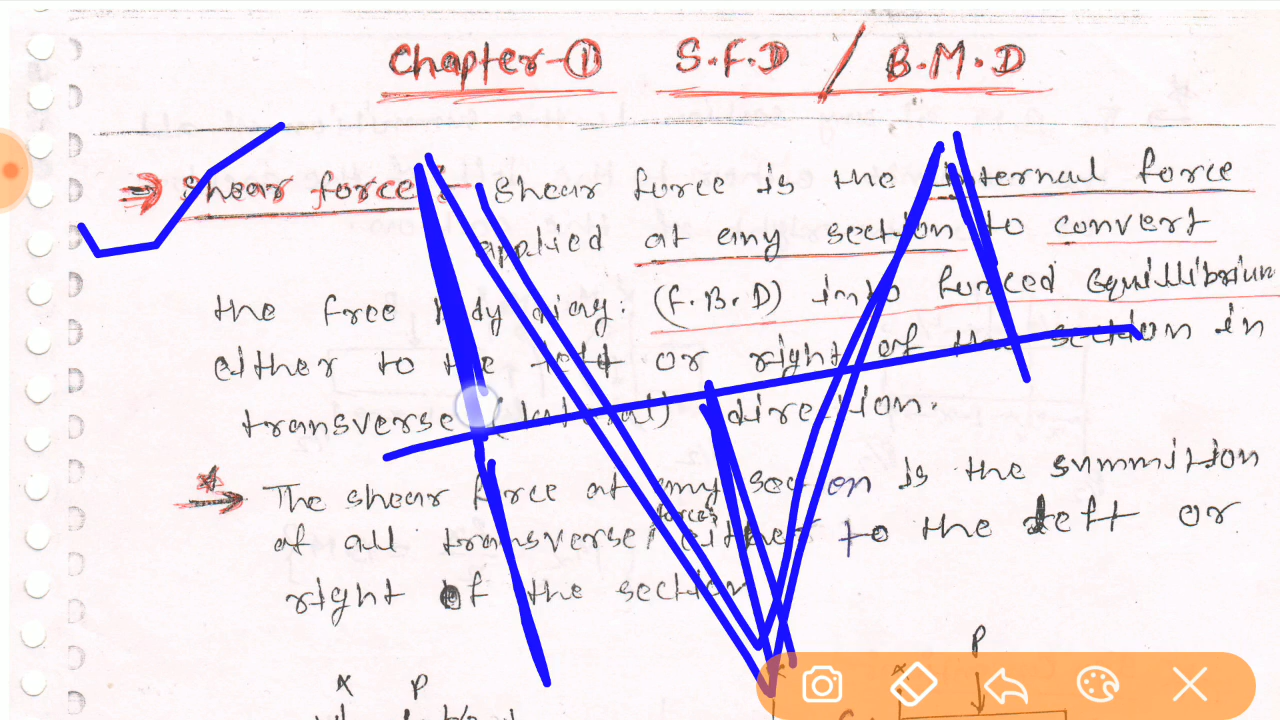 Chapter-① S.F.D / B.M.D
⇒ Shear force :- Shear force is the internal force
applied at any section to convert
the free body diag. (F.B.D) into forced Equillibrium
either to the left or right of the section in
transverse (lateral) direction.
The shear force at any section is the summition
of all transverse forces either to the left or
right of the section
P
x P
x